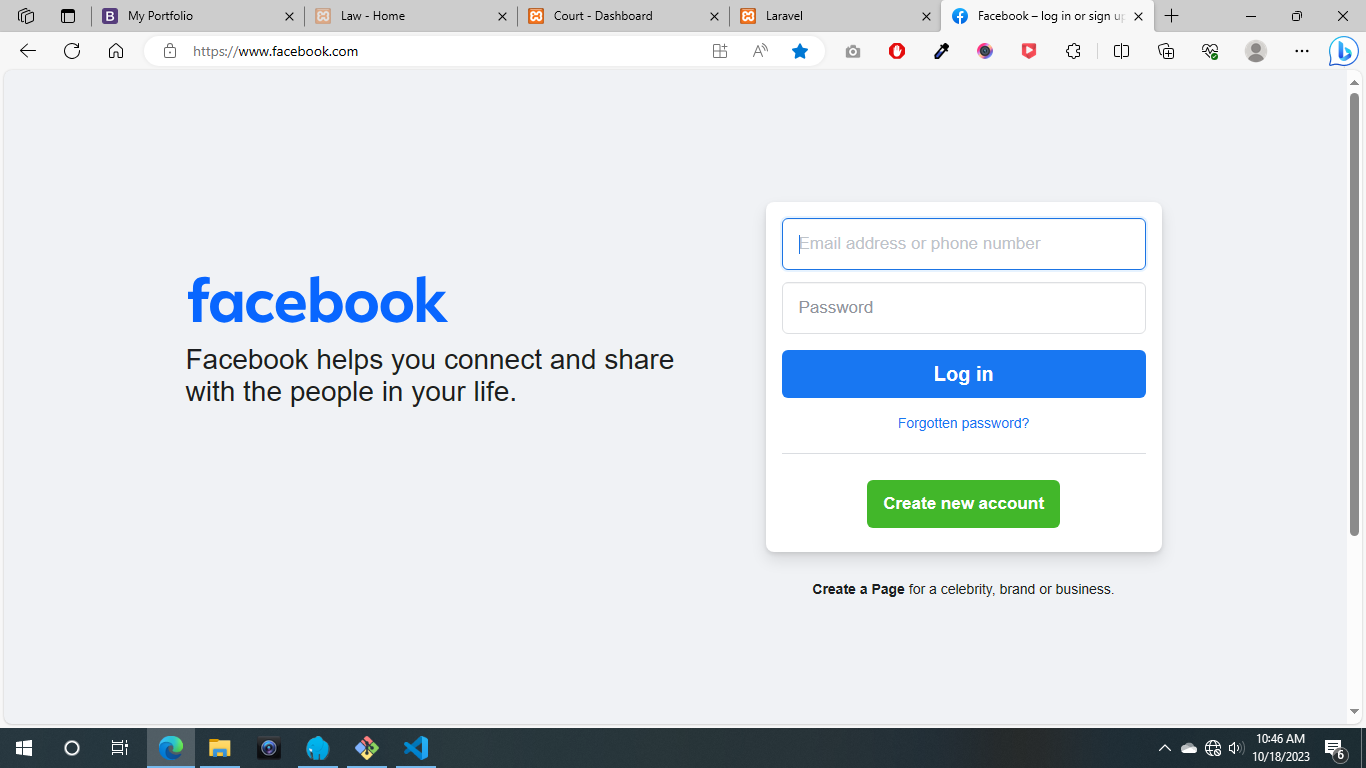 My Portfolio
Law - Home
Court - Dashboard
Laravel
Facebook – log in or sign up
https://www.facebook.com
facebook
Facebook helps you connect and share
with the people in your life.
Email address or phone number
Password
Log in
Forgotten password?
Create new account
Create a Page for a celebrity, brand or business.
10:46 AM
10/18/2023
6